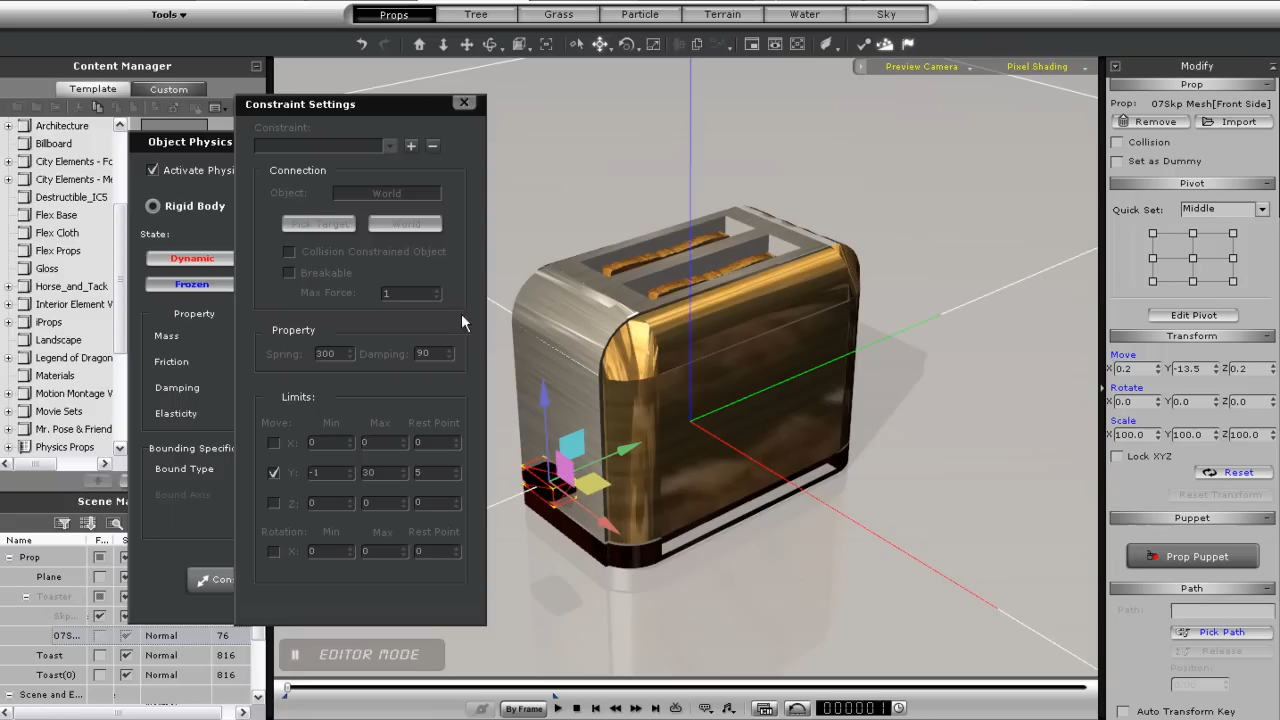 Tools
Props
Tree
Grass
Particle
Terrain
Water
Sky
Content Manager
Template
Custom
Architecture
Billboard
City Elements - Fo
City Elements - Me
Destructible_IC5
Flex Base
Flex Cloth
Flex Props
Gloss
Horse_and_Tack
Interior Element W
iProps
Landscape
Legend of Dragon
Materials
Motion Montage V
Movie Sets
Mr. Pose & Friend
Physics Props
Scene Ma
Name
F...
S
Prop
Plane
Toaster
Skp...
07S...
Normal
76
Toast
Normal
816
Toast(0)
Normal
816
Scene and E...
Object Physics
Activate Physi
Rigid Body
State:
Dynamic
Frozen
Property
Mass
Friction
Damping
Elasticity
Bounding Specific
Bound Type
Bound Axis
Cons
Constraint Settings
Constraint:
Connection
Object:
World
Pick Target
World
Collision Constrained Object
Breakable
Max Force:
1
Property
Spring:
300
Damping:
90
Limits:
Move:
Min
Max
Rest Point
X:
0
0
0
Y:
-1
30
5
Z:
0
0
0
Rotation:
Min
Max
Rest Point
X:
0
0
0
Preview Camera
Pixel Shading
EDITOR MODE
By Frame
000001
Modify
Prop
Prop:
07Skp Mesh[Front Side]
Remove
Import
Collision
Set as Dummy
Pivot
Quick Set:
Middle
Edit Pivot
Transform
Move
X 0.2
Y -13.5
Z 0.2
Rotate
X 0.0
Y 0.0
Z 0.0
Scale
X 100.0
Y 100.0
Z 100.0
Lock XYZ
Reset
Reset Transform
Puppet
Prop Puppet
Path
Path:
Pick Path
Release
Position:
0.00
Auto Transform Key